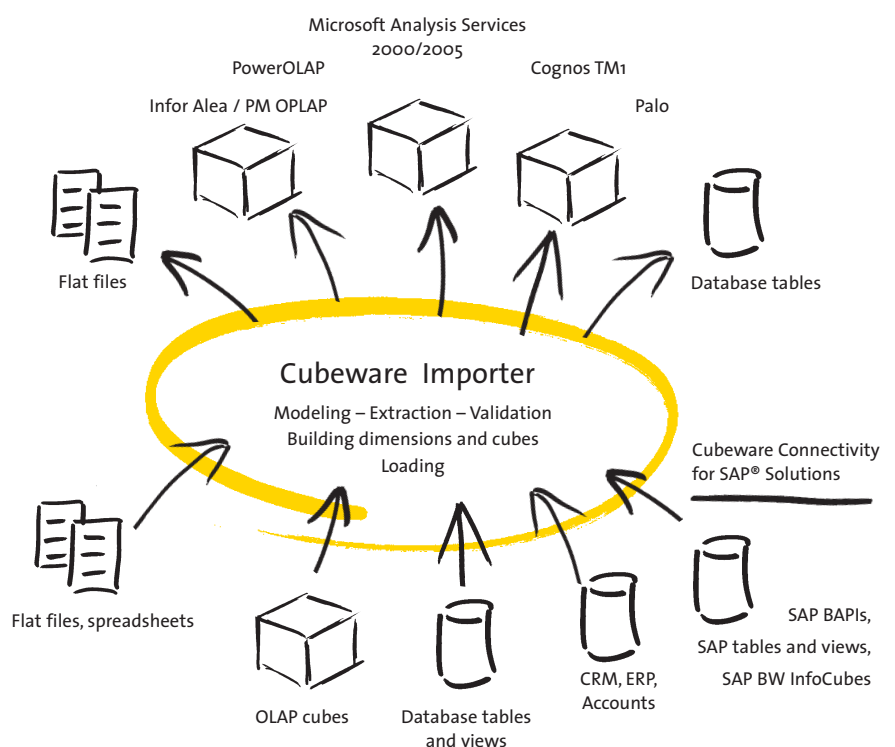 Microsoft Analysis Services
2000/2005
PowerOLAP
Cognos TM1
Infor Alea / PM OPLAP
Palo
Flat files
Database tables
Cubeware Importer
Modeling – Extraction – Validation
Building dimensions and cubes
Loading
Cubeware Connectivity
for SAP® Solutions
Flat files, spreadsheets
OLAP cubes
Database tables
and views
CRM, ERP,
Accounts
SAP BAPIs,
SAP tables and views,
SAP BW InfoCubes